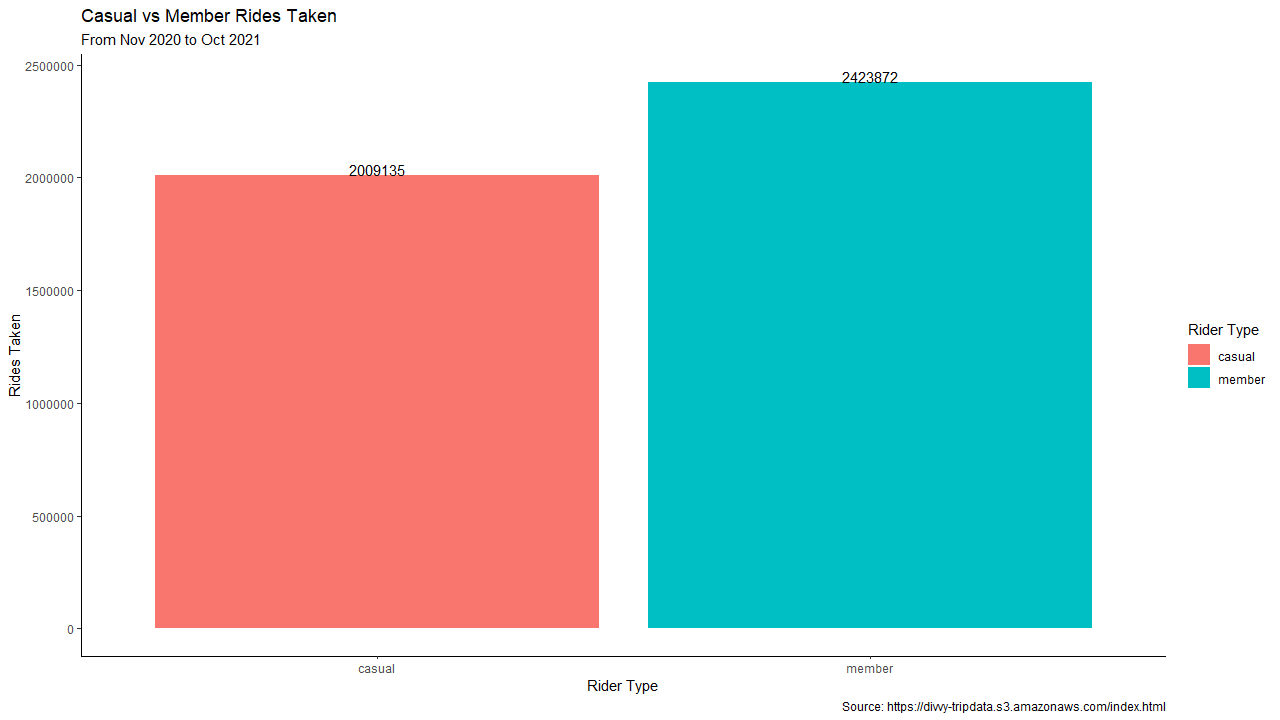 Casual vs Member Rides Taken
From Nov 2020 to Oct 2021
2500000
2000000
1500000
1000000
500000
0
Rides Taken
2009135
2423872
casual
member
Rider Type
Rider Type
casual
member
Source: https://divvy-tripdata.s3.amazonaws.com/index.html